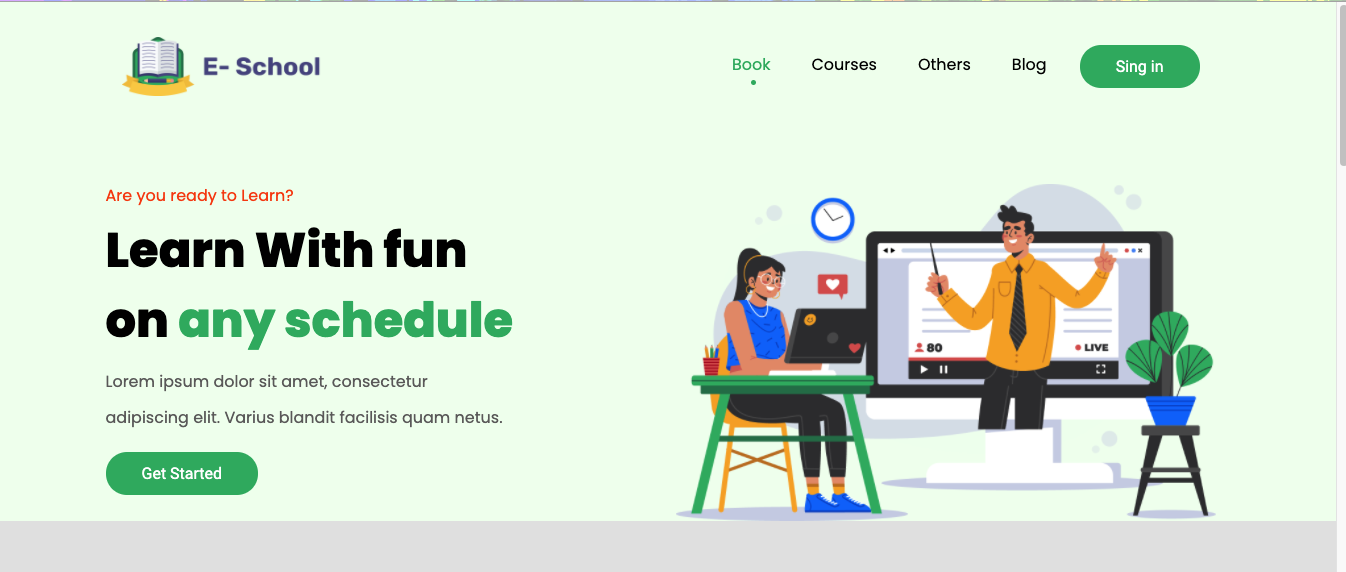 E- School
Book
Courses
Others
Blog
Sing in
Are you ready to Learn?
Learn With fun
on any schedule
Lorem ipsum dolor sit amet, consectetur
adipiscing elit. Varius blandit facilisis quam netus.
Get Started
80
LIVE